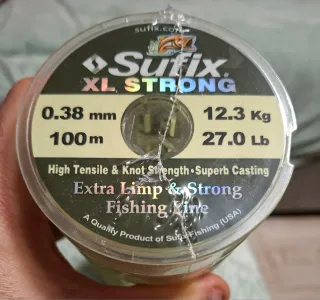 sufix.com
Sufix®
XL STRONG
0.38 mm 12.3 Kg
100m 27.0 Lb
High Tensile & Knot Strength•Superb Casting
Extra Limp & Strong
Fishing Line
A Quality Product of Sufix Fishing (USA)